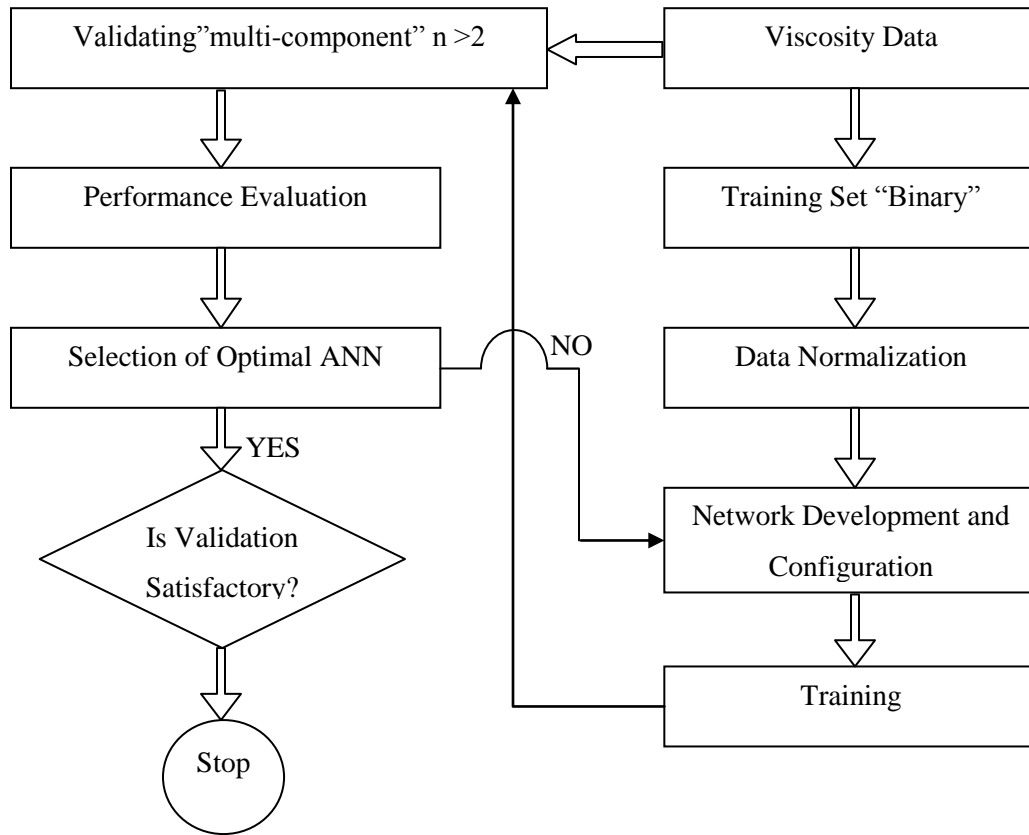 Validating”multi-component” n >2
Viscosity Data
Performance Evaluation
Training Set “Binary”
Selection of Optimal ANN
NO
Data Normalization
YES
Network Development and
Configuration
Is Validation
Satisfactory?
Training
Stop